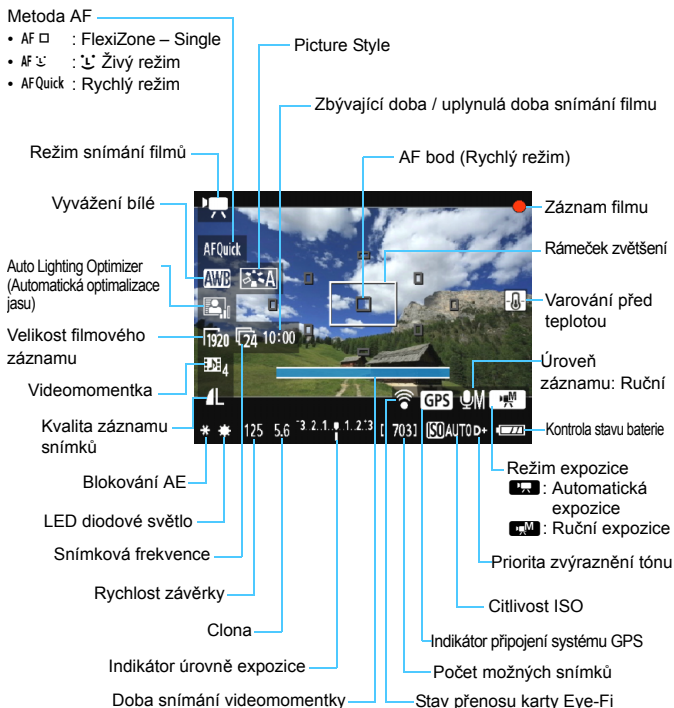 Metoda AF
• AF □ : FlexiZone – Single
• AF : Živý režim
• AFQuick : Rychlý režim
Picture Style
Zbývající doba / uplynulá doba snímání filmu
Režim snímání filmů
AF bod (Rychlý režim)
Vyvážení bílé
Záznam filmu
Rámeček zvětšení
Auto Lighting Optimizer
(Automatická optimalizace
jasu)
Varování před
teplotou
Velikost filmového
záznamu
Úroveň
záznamu: Ruční
Videomomentka
Kvalita záznamu
snímků
Kontrola stavu baterie
Blokování AE
Režim expozice
: Automatická
expozice
M : Ruční expozice
LED diodové světlo
Snímková frekvence
Priorita zvýraznění tónu
Rychlost závěrky
Citlivost ISO
Clona
Indikátor připojení systému GPS
Indikátor úrovně expozice
Počet možných snímků
Doba snímání videomomentky
Stav přenosu karty Eye-Fi
AFQuick
AWB A
1920 24 10:00
4
L GPS M M
* 125 5.6 -3..2..1..0..1..2..+3 [ 703] ISO AUTO D+